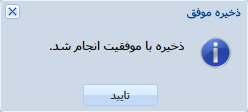 ذخیره موفق
ذخیره با موفقیت انجام شد.
تایید